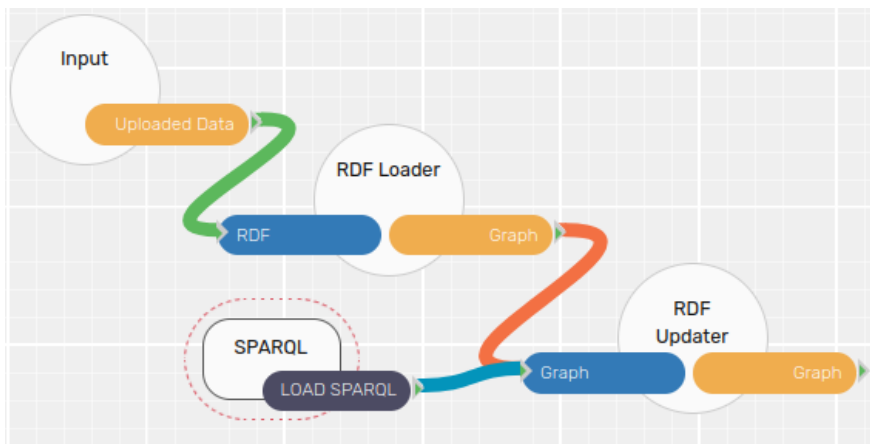 Input
Uploaded Data
RDF Loader
RDF
Graph
SPARQL
LOAD SPARQL
RDF
Updater
Graph
Graph